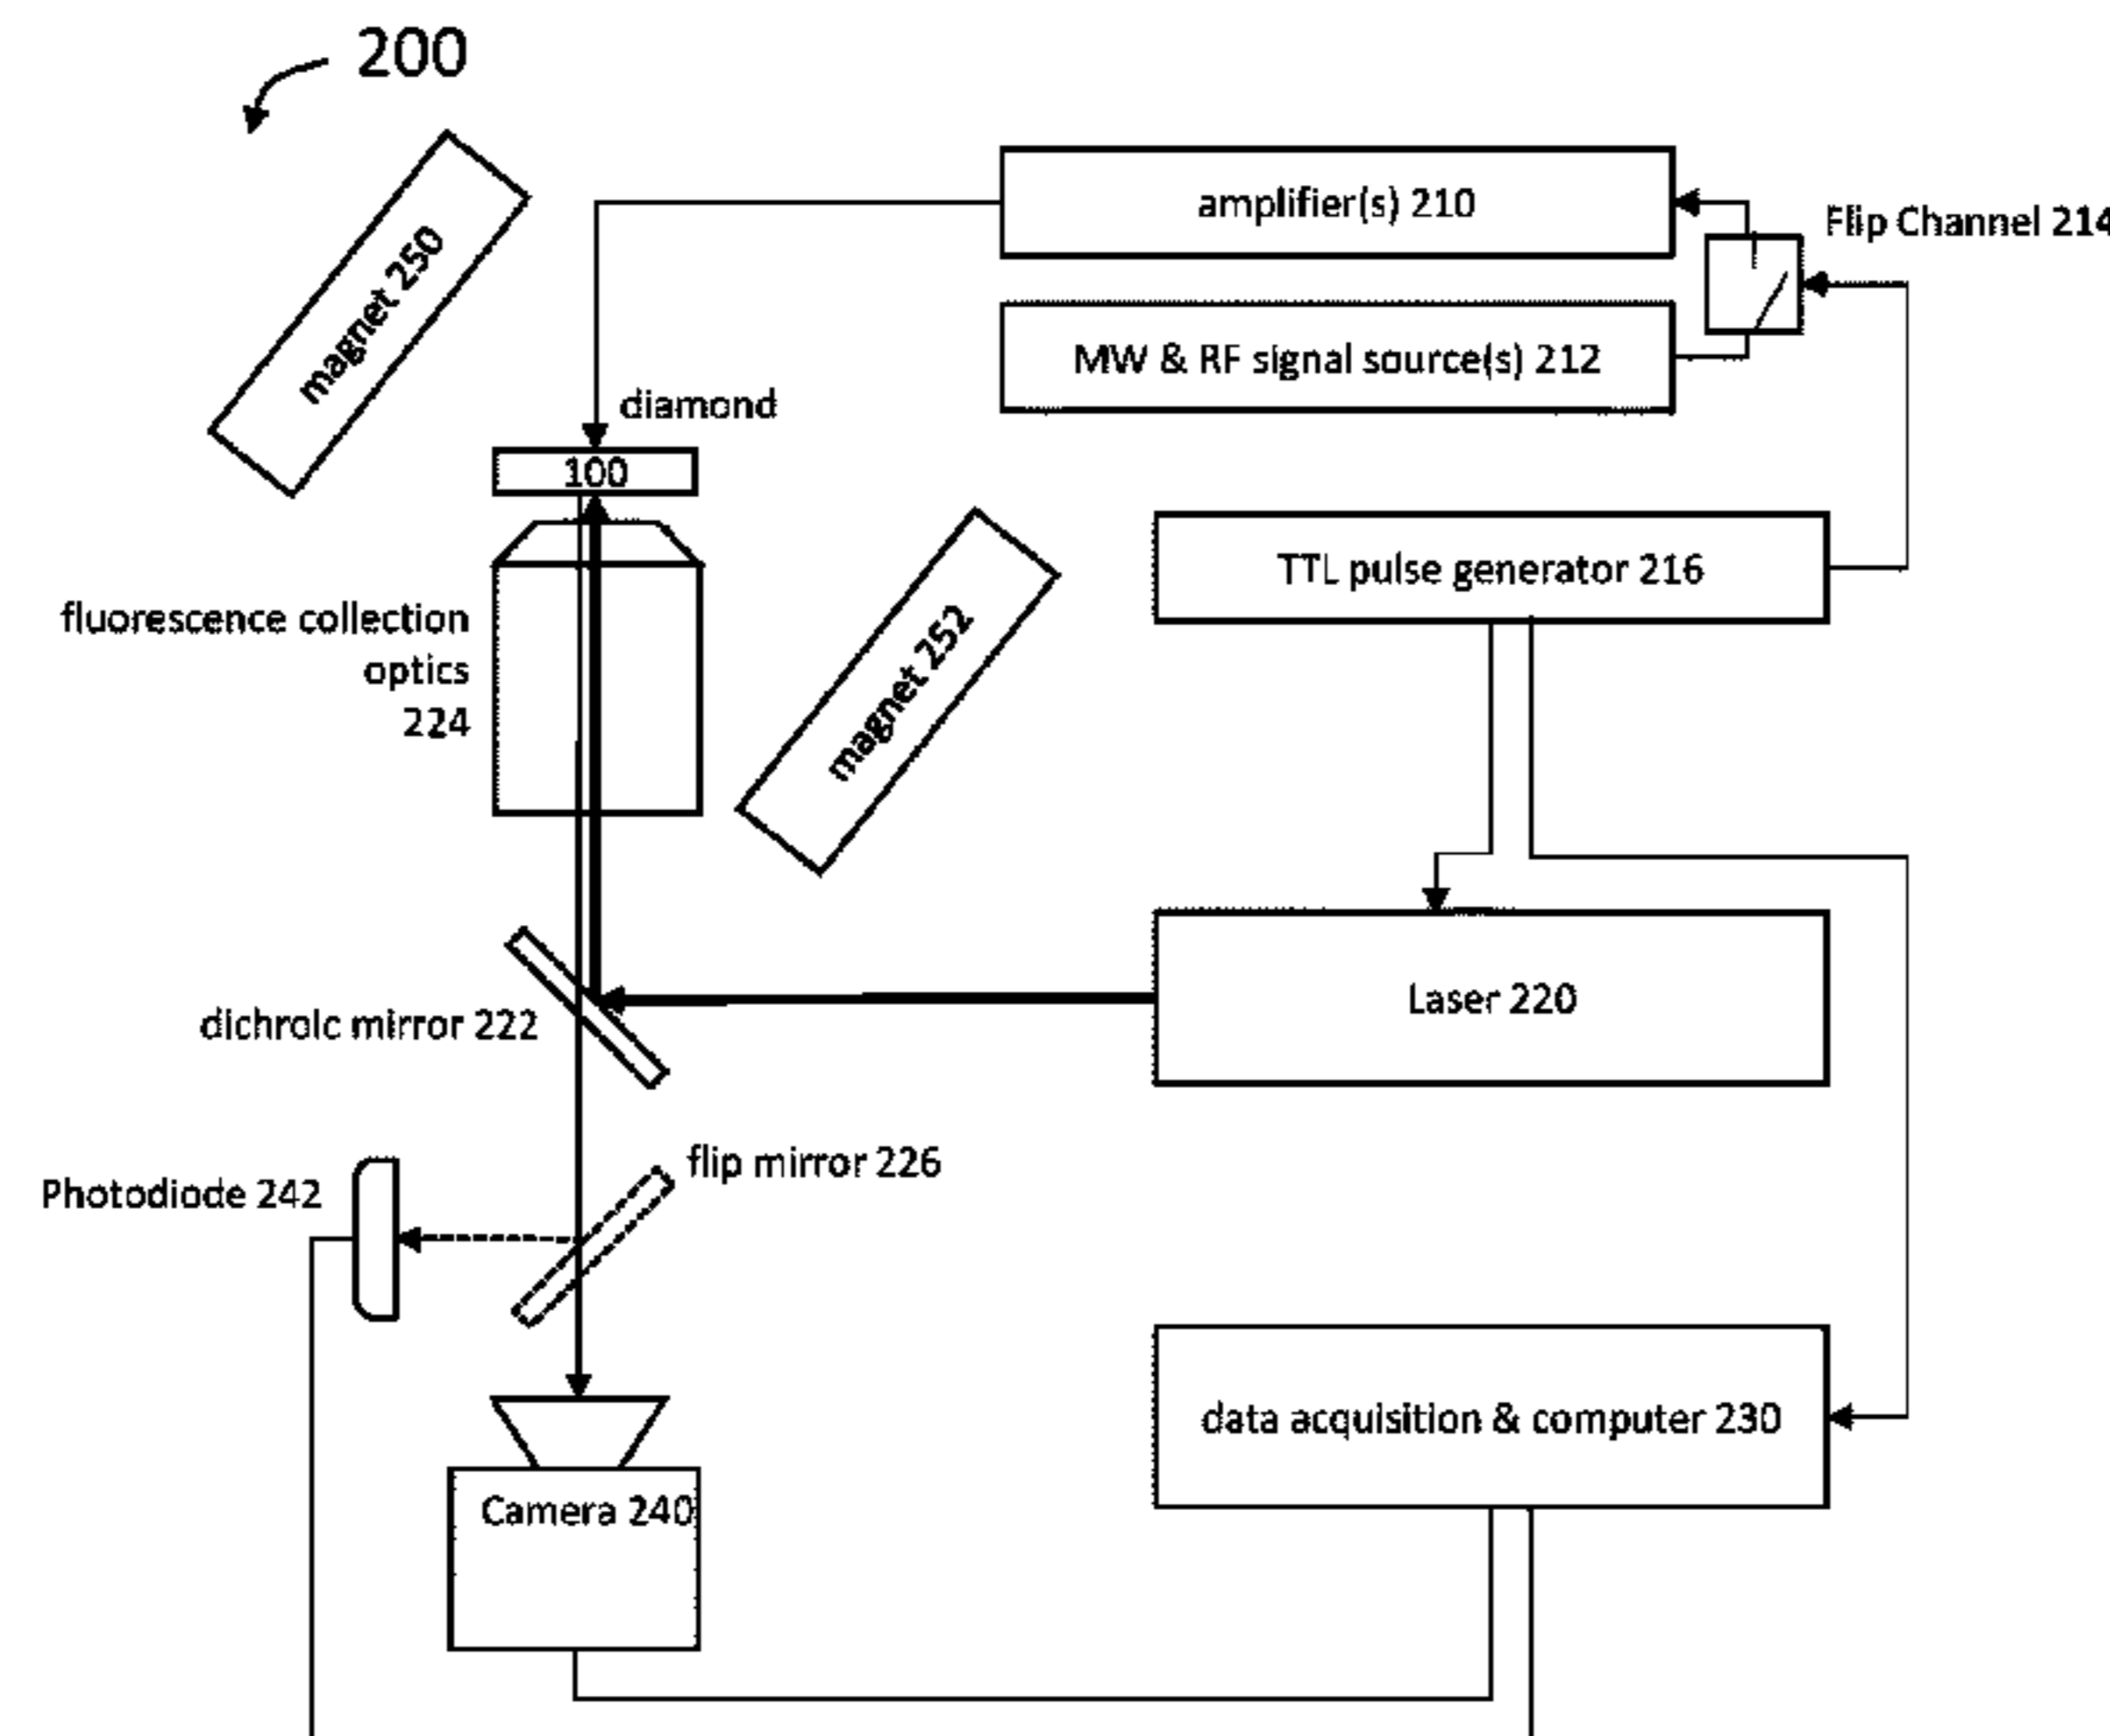 200
amplifier(s) 210
Flip Channel 214
magnet 250
MW & RF signal source(s) 212
diamond
100
TTL pulse generator 216
fluorescence collection
optics
224
magnet 252
Laser 220
dichroic mirror 222
flip mirror 226
Photodiode 242
data acquisition & computer 230
Camera 240